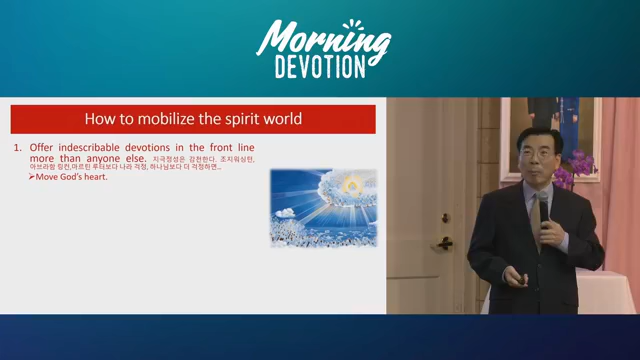 Morning
DEVOTION
How to mobilize the spirit world
1. Offer indescribable devotions in the front line
more than anyone else. 지극정성은 감천한다. 조지워싱턴,
아브라함 링컨,마르틴 루터보다 나라 걱정, 하나님보다 더 걱정하면..
➢Move God's heart.